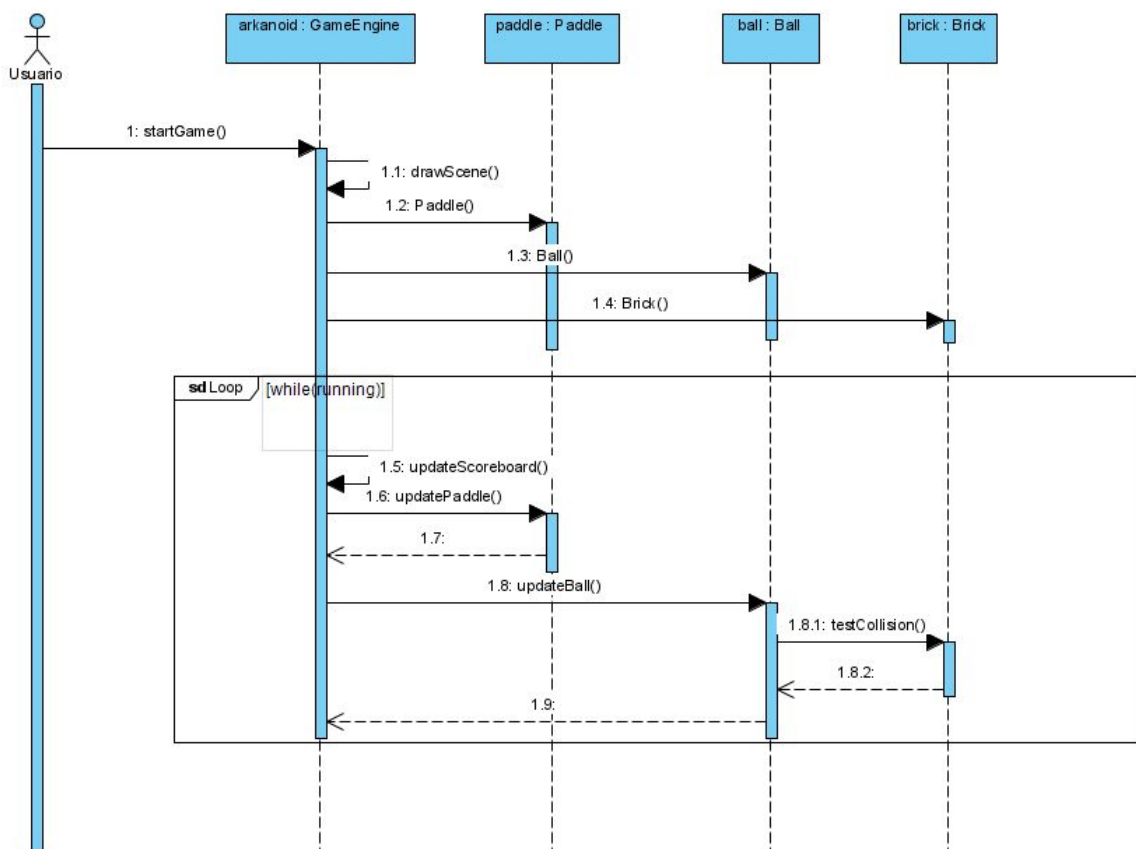 arkanoid : GameEngine
paddle : Paddle
ball : Ball
brick : Brick
Usuario
1: startGame()
1.1: drawScene()
1.2: Paddle()
1.3: Ball()
1.4: Brick()
sd Loop
[while(running)]
1.5: updateScoreboard()
1.6: updatePaddle()
1.7:
1.8: updateBall()
1.8.1: testCollision()
1.8.2:
1.9: